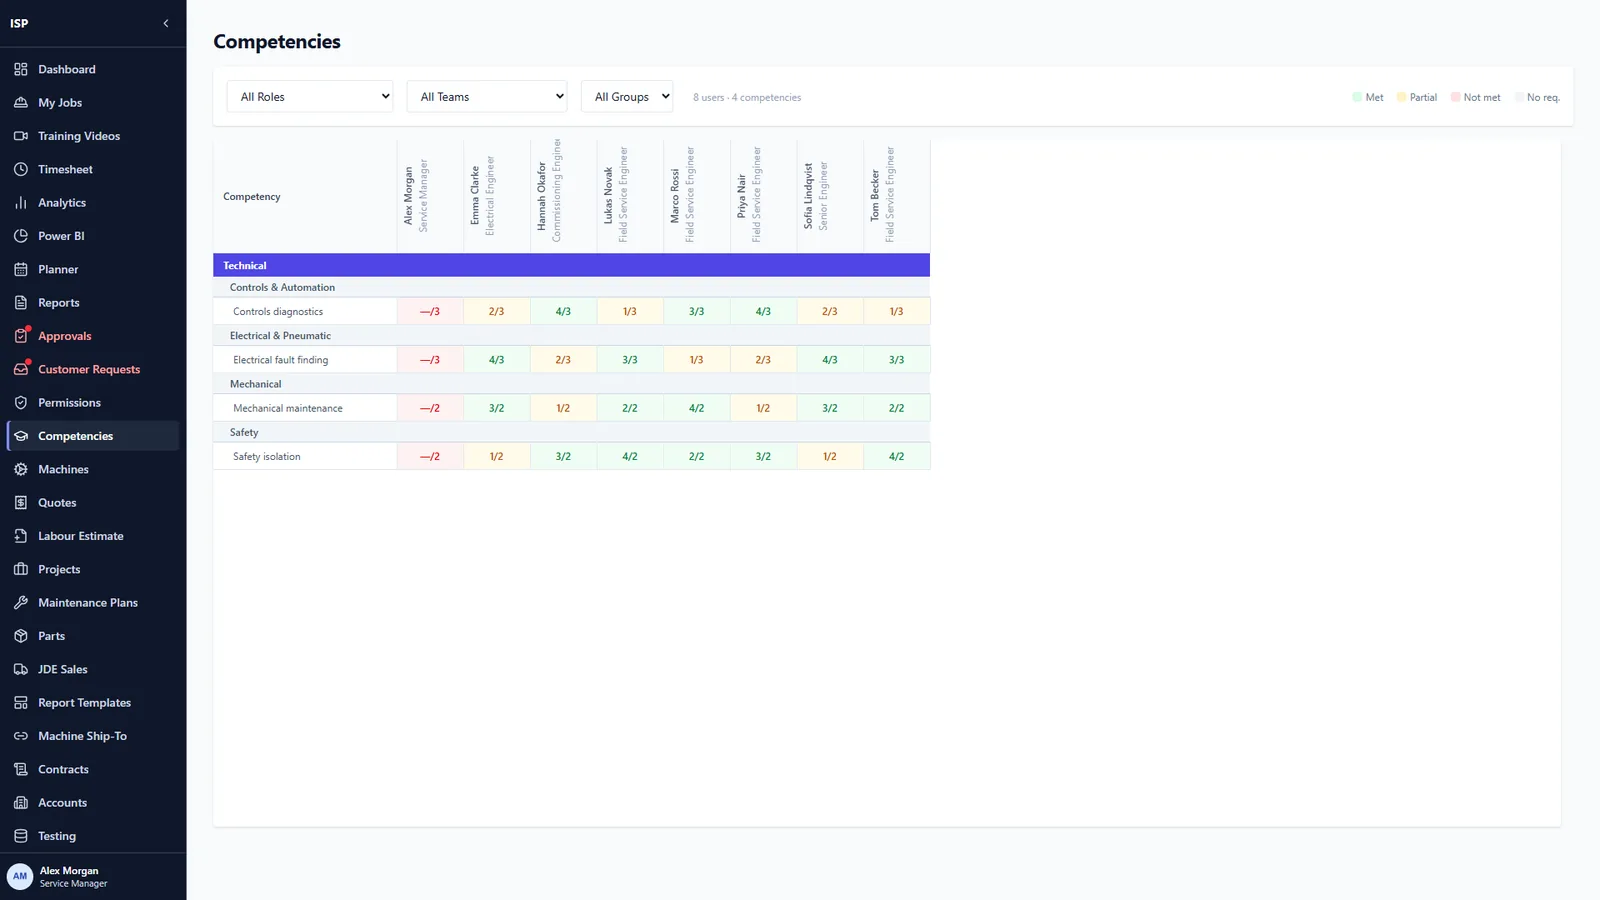 ISP
Dashboard
My Jobs
Training Videos
Timesheet
Analytics
Power BI
Planner
Reports
Approvals
Customer Requests
Permissions
Competencies
Machines
Quotes
Labour Estimate
Projects
Maintenance Plans
Parts
JDE Sales
Report Templates
Machine Ship-To
Contracts
Accounts
Testing
AM
Alex Morgan
Service Manager
Competencies
All Roles
All Teams
All Groups
8 users · 4 competencies
Met
Partial
Not met
No req.
Competency
Alex Morgan
Service Manager
Emma Clarke
Electrical Engineer
Hannah Okafor
Commissioning Enginee
Lukas Novak
Field Service Engineer
Marco Rossi
Field Service Engineer
Priya Nair
Field Service Engineer
Sofia Lindqvist
Senior Engineer
Tom Becker
Field Service Engineer
Technical
Controls & Automation
Controls diagnostics —/3 2/3 4/3 1/3 3/3 4/3 2/3 1/3
Electrical & Pneumatic
Electrical fault finding —/3 4/3 2/3 3/3 1/3 2/3 4/3 3/3
Mechanical
Mechanical maintenance —/2 3/2 1/2 2/2 4/2 1/2 3/2 2/2
Safety
Safety isolation —/2 1/2 3/2 4/2 2/2 3/2 1/2 4/2